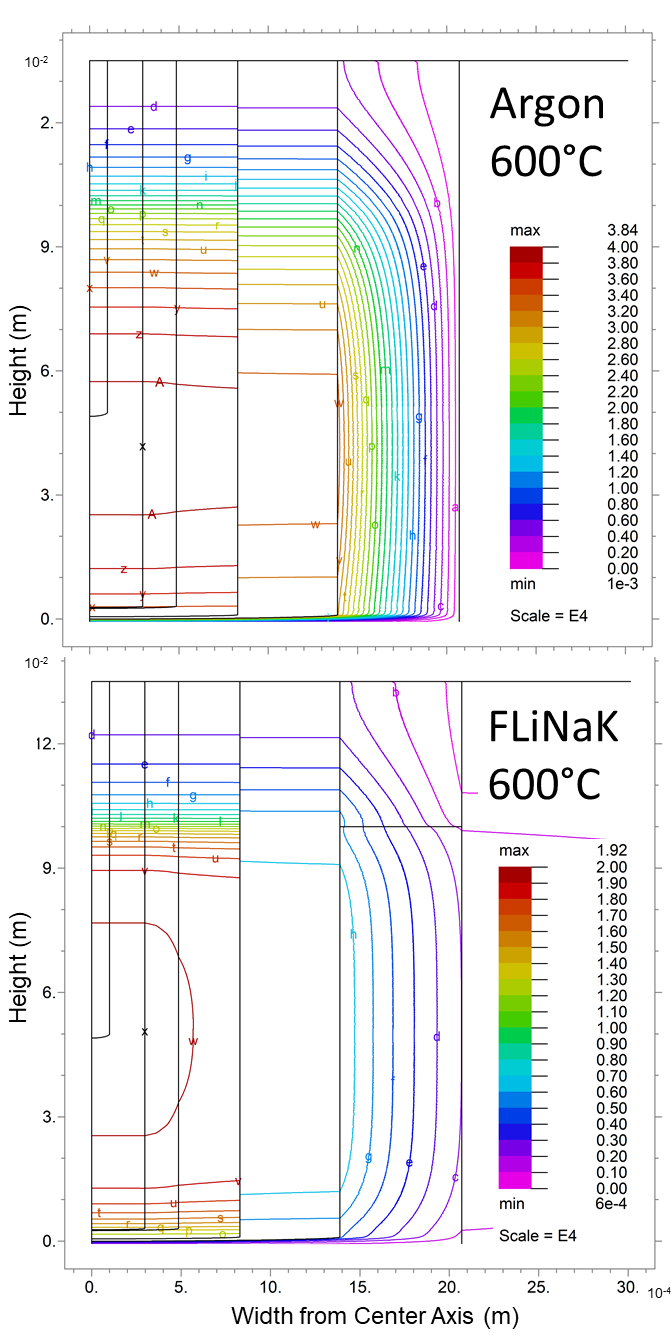 10⁻²
Argon
600°C
12.
9.
6.
3.
0.
Height (m)
d
e
f
g
h
i
k
m
n
o
p
q
r
s
u
v
w
x
y
z
A
x
A
z
y
x
u
w
n
s
m
q
w
p
u
k
o
h
b
e
d
g
f
a
c
max 3.84
4.00
3.80
3.60
3.40
3.20
3.00
2.80
2.60
2.40
2.20
2.00
1.80
1.60
1.40
1.20
1.00
0.80
0.60
0.40
0.20
0.00
min 1e-3
Scale = E4
10⁻²
FLiNaK
600°C
12.
9.
6.
3.
0.
Height (m)
d
e
f
g
h
i
k
l
m
o
s
r
t
u
v
x
w
v
u
t
s
r
q
p
o
b
h
d
g
e
c
max 1.92
2.00
1.90
1.80
1.70
1.60
1.50
1.40
1.30
1.20
1.10
1.00
0.90
0.80
0.70
0.60
0.50
0.40
0.30
0.20
0.10
0.00
min 6e-4
Scale = E4
0. 5. 10. 15. 20. 25. 30. 10⁻⁴
Width from Center Axis (m)